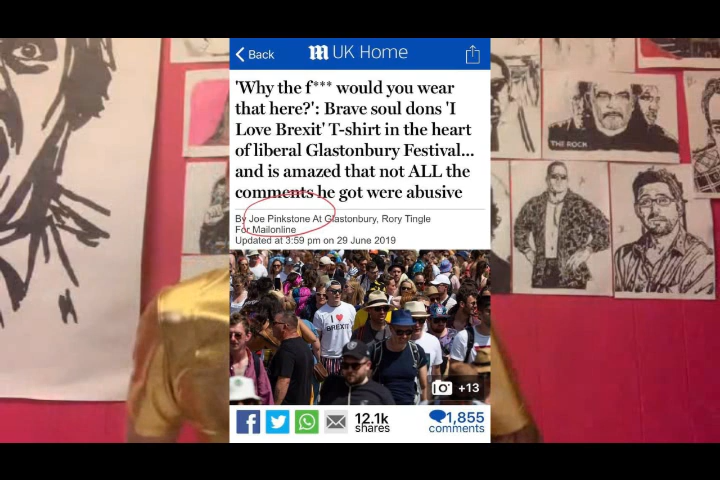 Back
UK Home
'Why the f*** would you wear
that here?': Brave soul dons 'I
Love Brexit' T-shirt in the heart
of liberal Glastonbury Festival...
and is amazed that not ALL the
comments he got were abusive
By Joe Pinkstone At Glastonbury, Rory Tingle
For Mailonline
Updated at 3:59 pm on 29 June 2019
THE ROCK
I ❤
BREXIT
+13
12.1k
shares
1,855
comments